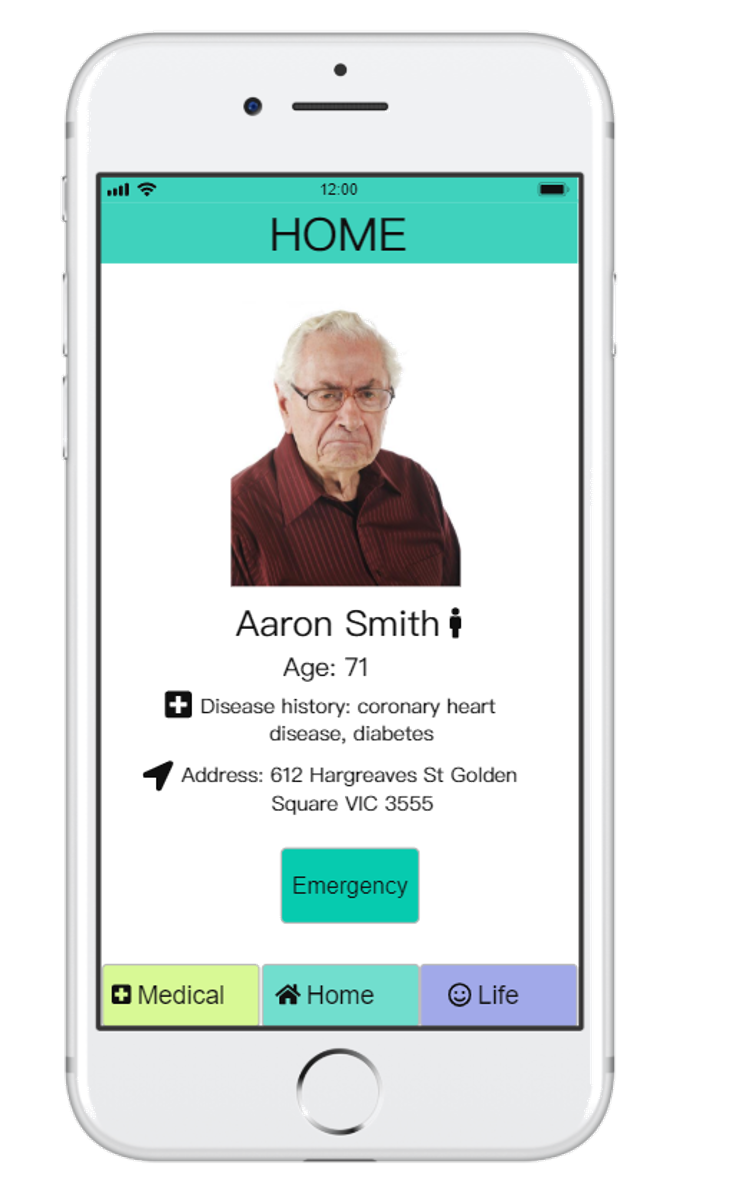 12:00
HOME
Aaron Smith
Age: 71
Disease history: coronary heart
disease, diabetes
Address: 612 Hargreaves St Golden
Square VIC 3555
Emergency
Medical
Home
Life